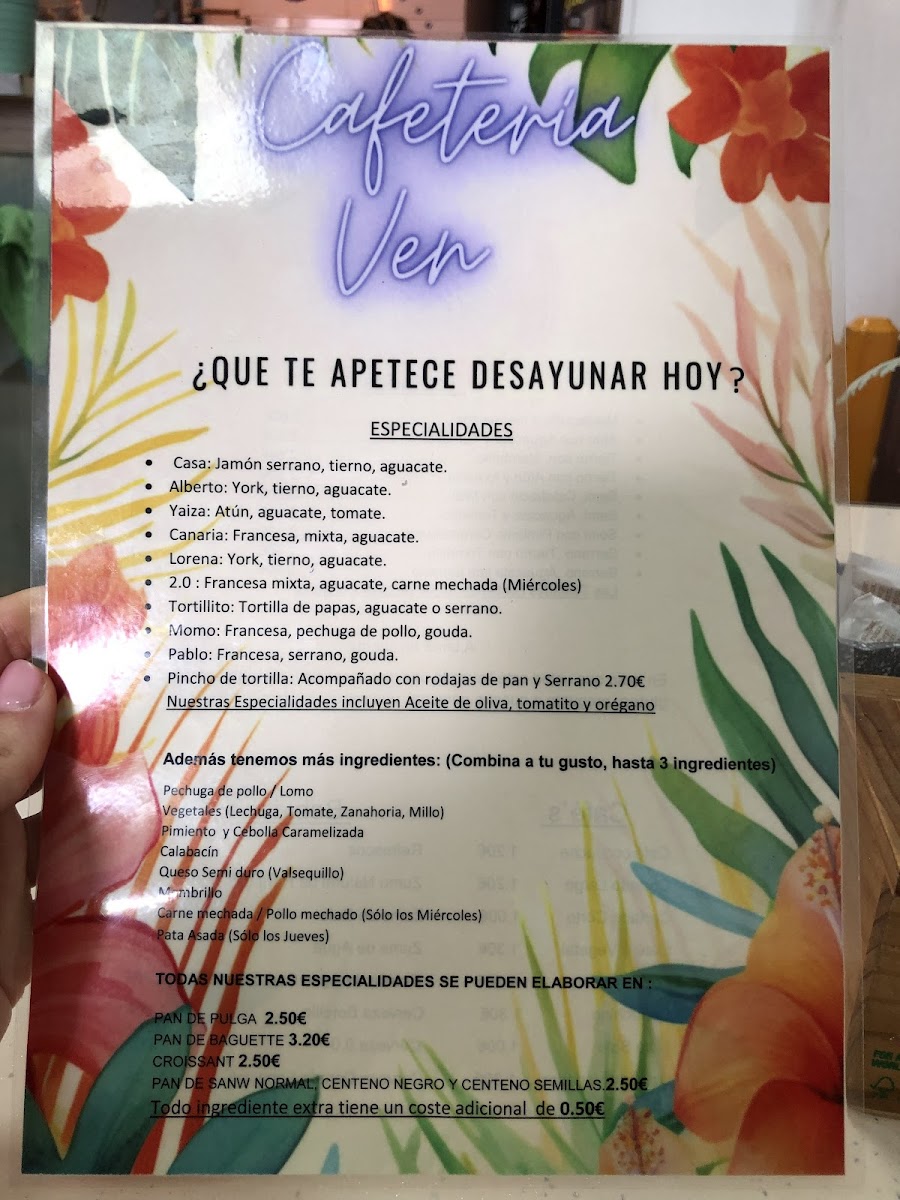 Cafetería
Ven
¿QUE TE APETECE DESAYUNAR HOY?
ESPECIALIDADES
• Casa: Jamón serrano, tierno, aguacate.
• Alberto: York, tierno, aguacate.
• Yaiza: Atún, aguacate, tomate.
• Canaria: Francesa, mixta, aguacate.
• Lorena: York, tierno, aguacate.
• 2.0 : Francesa mixta, aguacate, carne mechada (Miércoles)
• Tortillito: Tortilla de papas, aguacate o serrano.
• Momo: Francesa, pechuga de pollo, gouda.
• Pablo: Francesa, serrano, gouda.
• Pincho de tortilla: Acompañado con rodajas de pan y Serrano 2.70€
Nuestras Especialidades incluyen Aceite de oliva, tomatito y orégano
Además tenemos más ingredientes: (Combina a tu gusto, hasta 3 ingredientes)
Pechuga de pollo / Lomo
Vegetales (Lechuga, Tomate, Zanahoria, Millo)
Pimiento y Cebolla Caramelizada
Calabacín
Queso Semi duro (Valsequillo)
Membrillo
Carne mechada / Pollo mechado (Sólo los Miércoles)
Pata Asada (Sólo los Jueves)
TODAS NUESTRAS ESPECIALIDADES SE PUEDEN ELABORAR EN :
PAN DE PULGA 2.50€
PAN DE BAGUETTE 3.20€
CROISSANT 2.50€
PAN DE SANW NORMAL, CENTENO NEGRO Y CENTENO SEMILLAS.2.50€
Todo ingrediente extra tiene un coste adicional de 0.50€